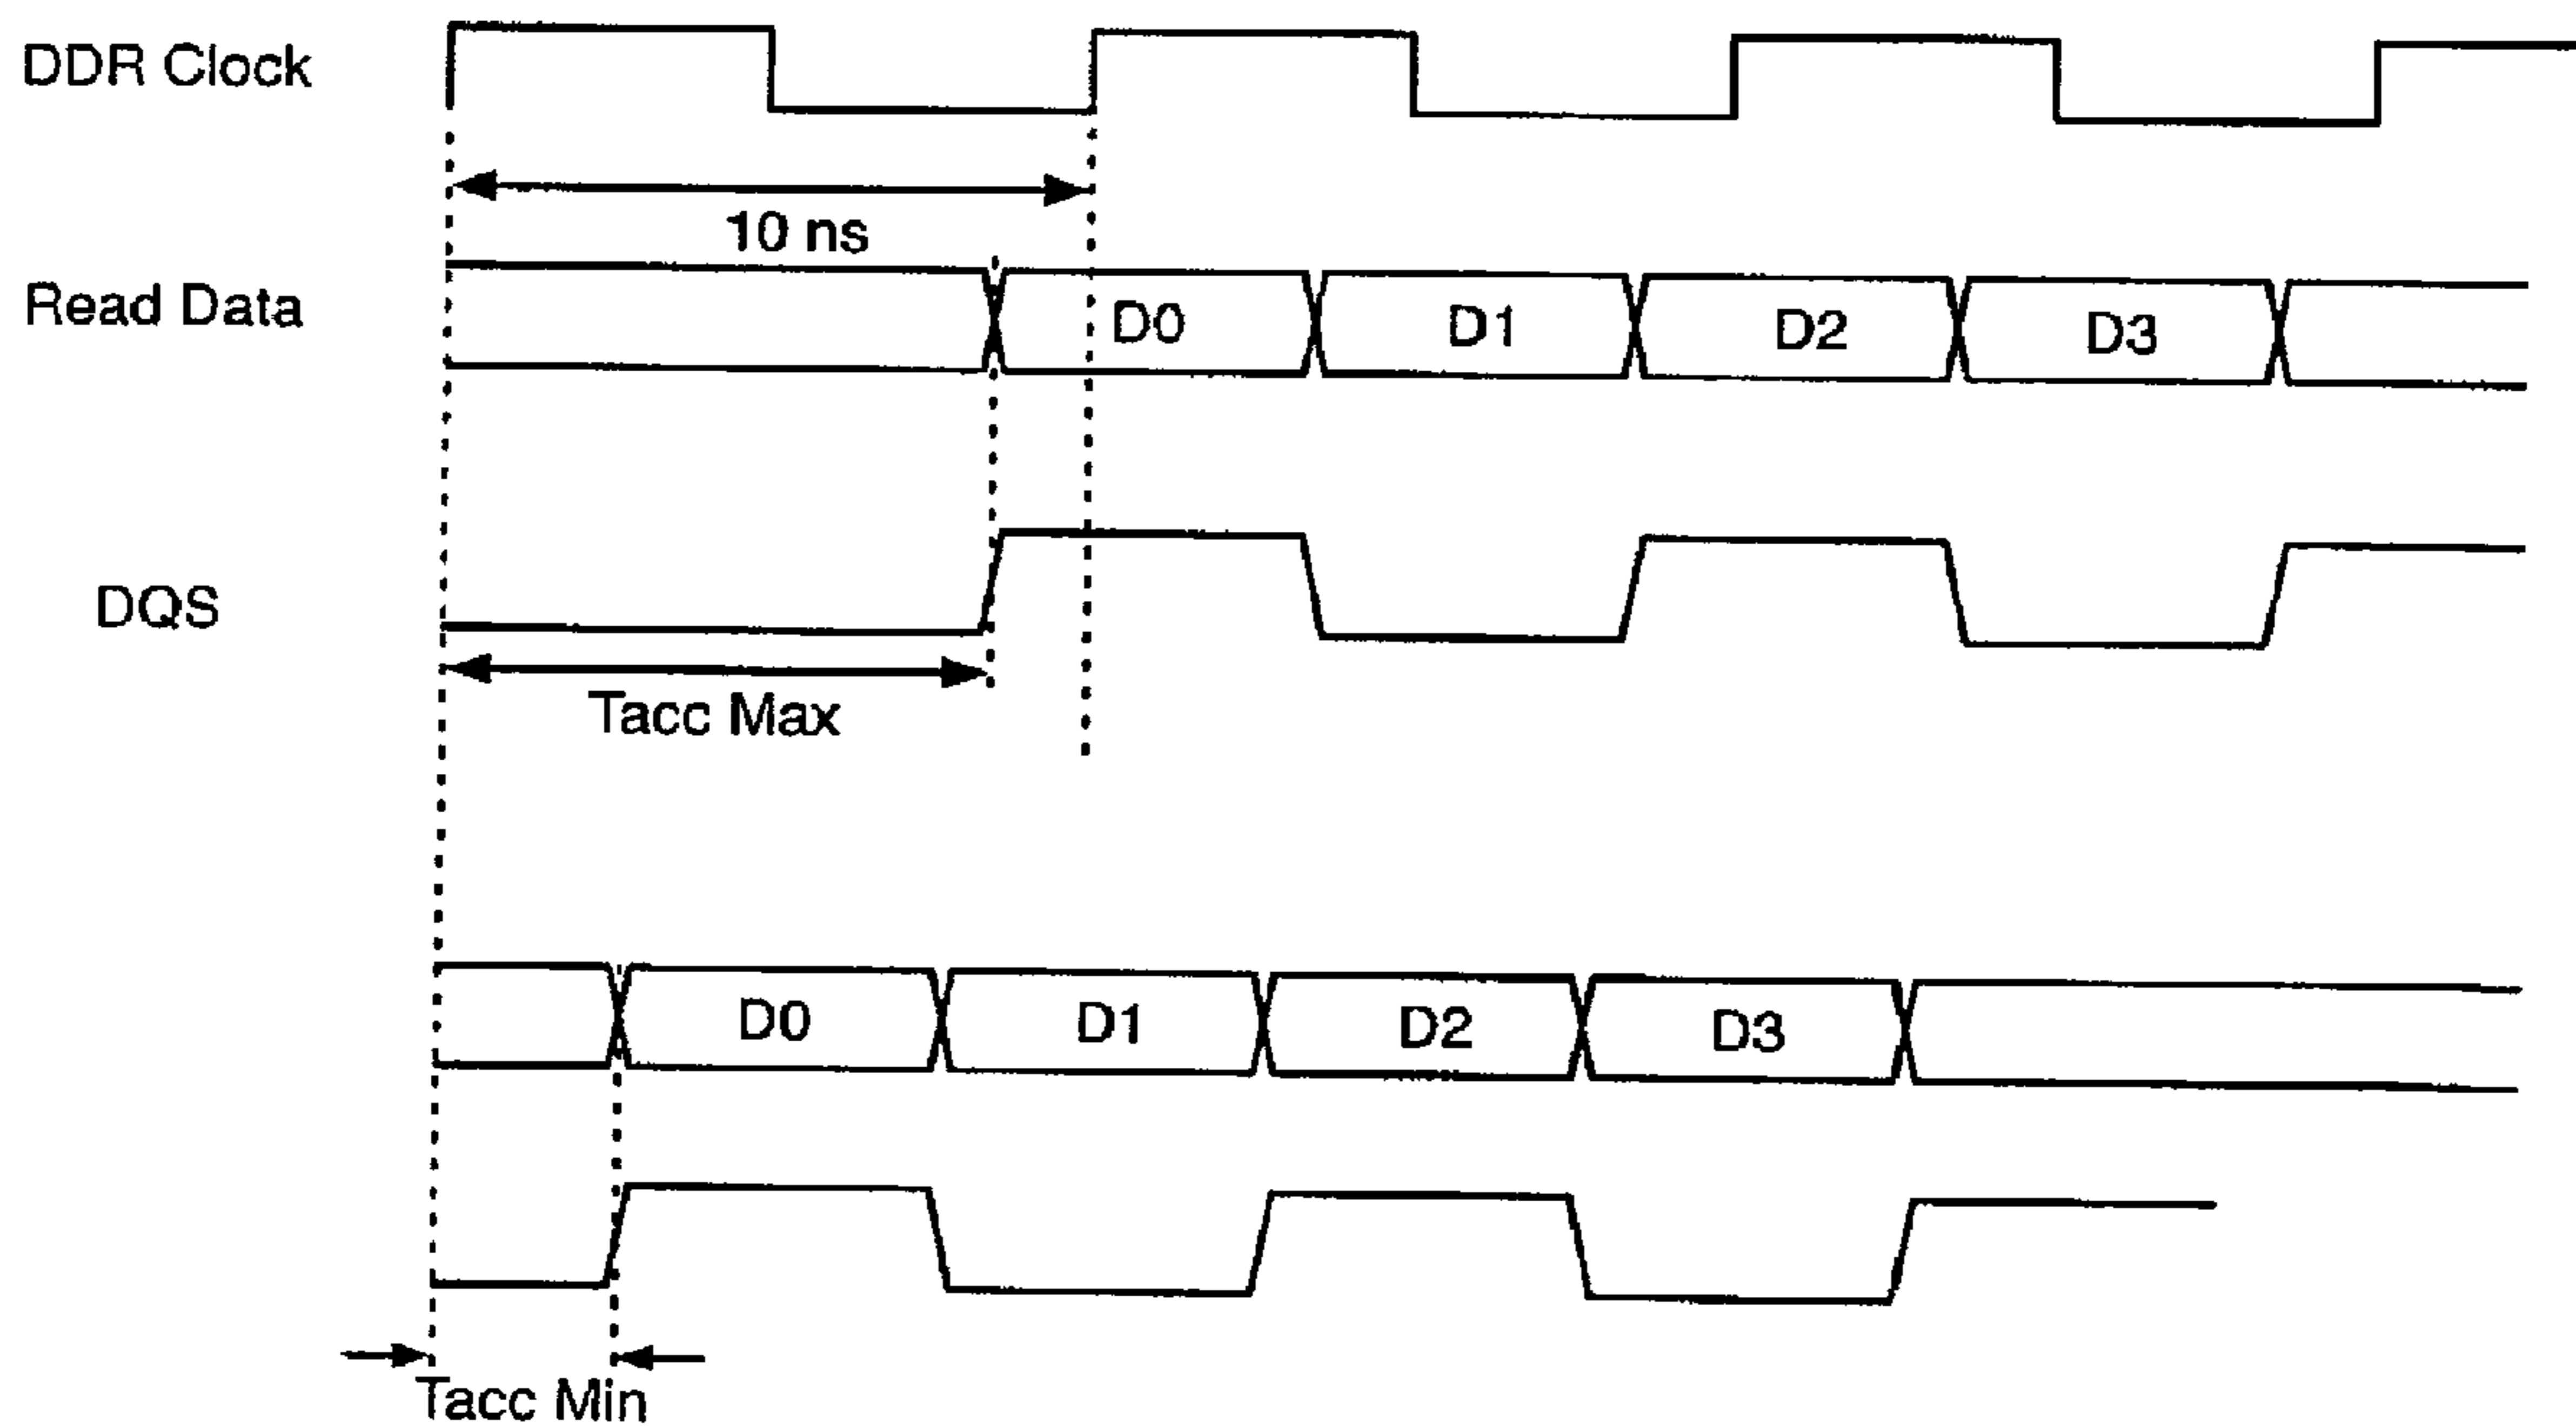 DDR Clock
10 ns
Read Data
D0 D1 D2 D3
DQS
Tacc Max
D0 D1 D2 D3
Tacc Min